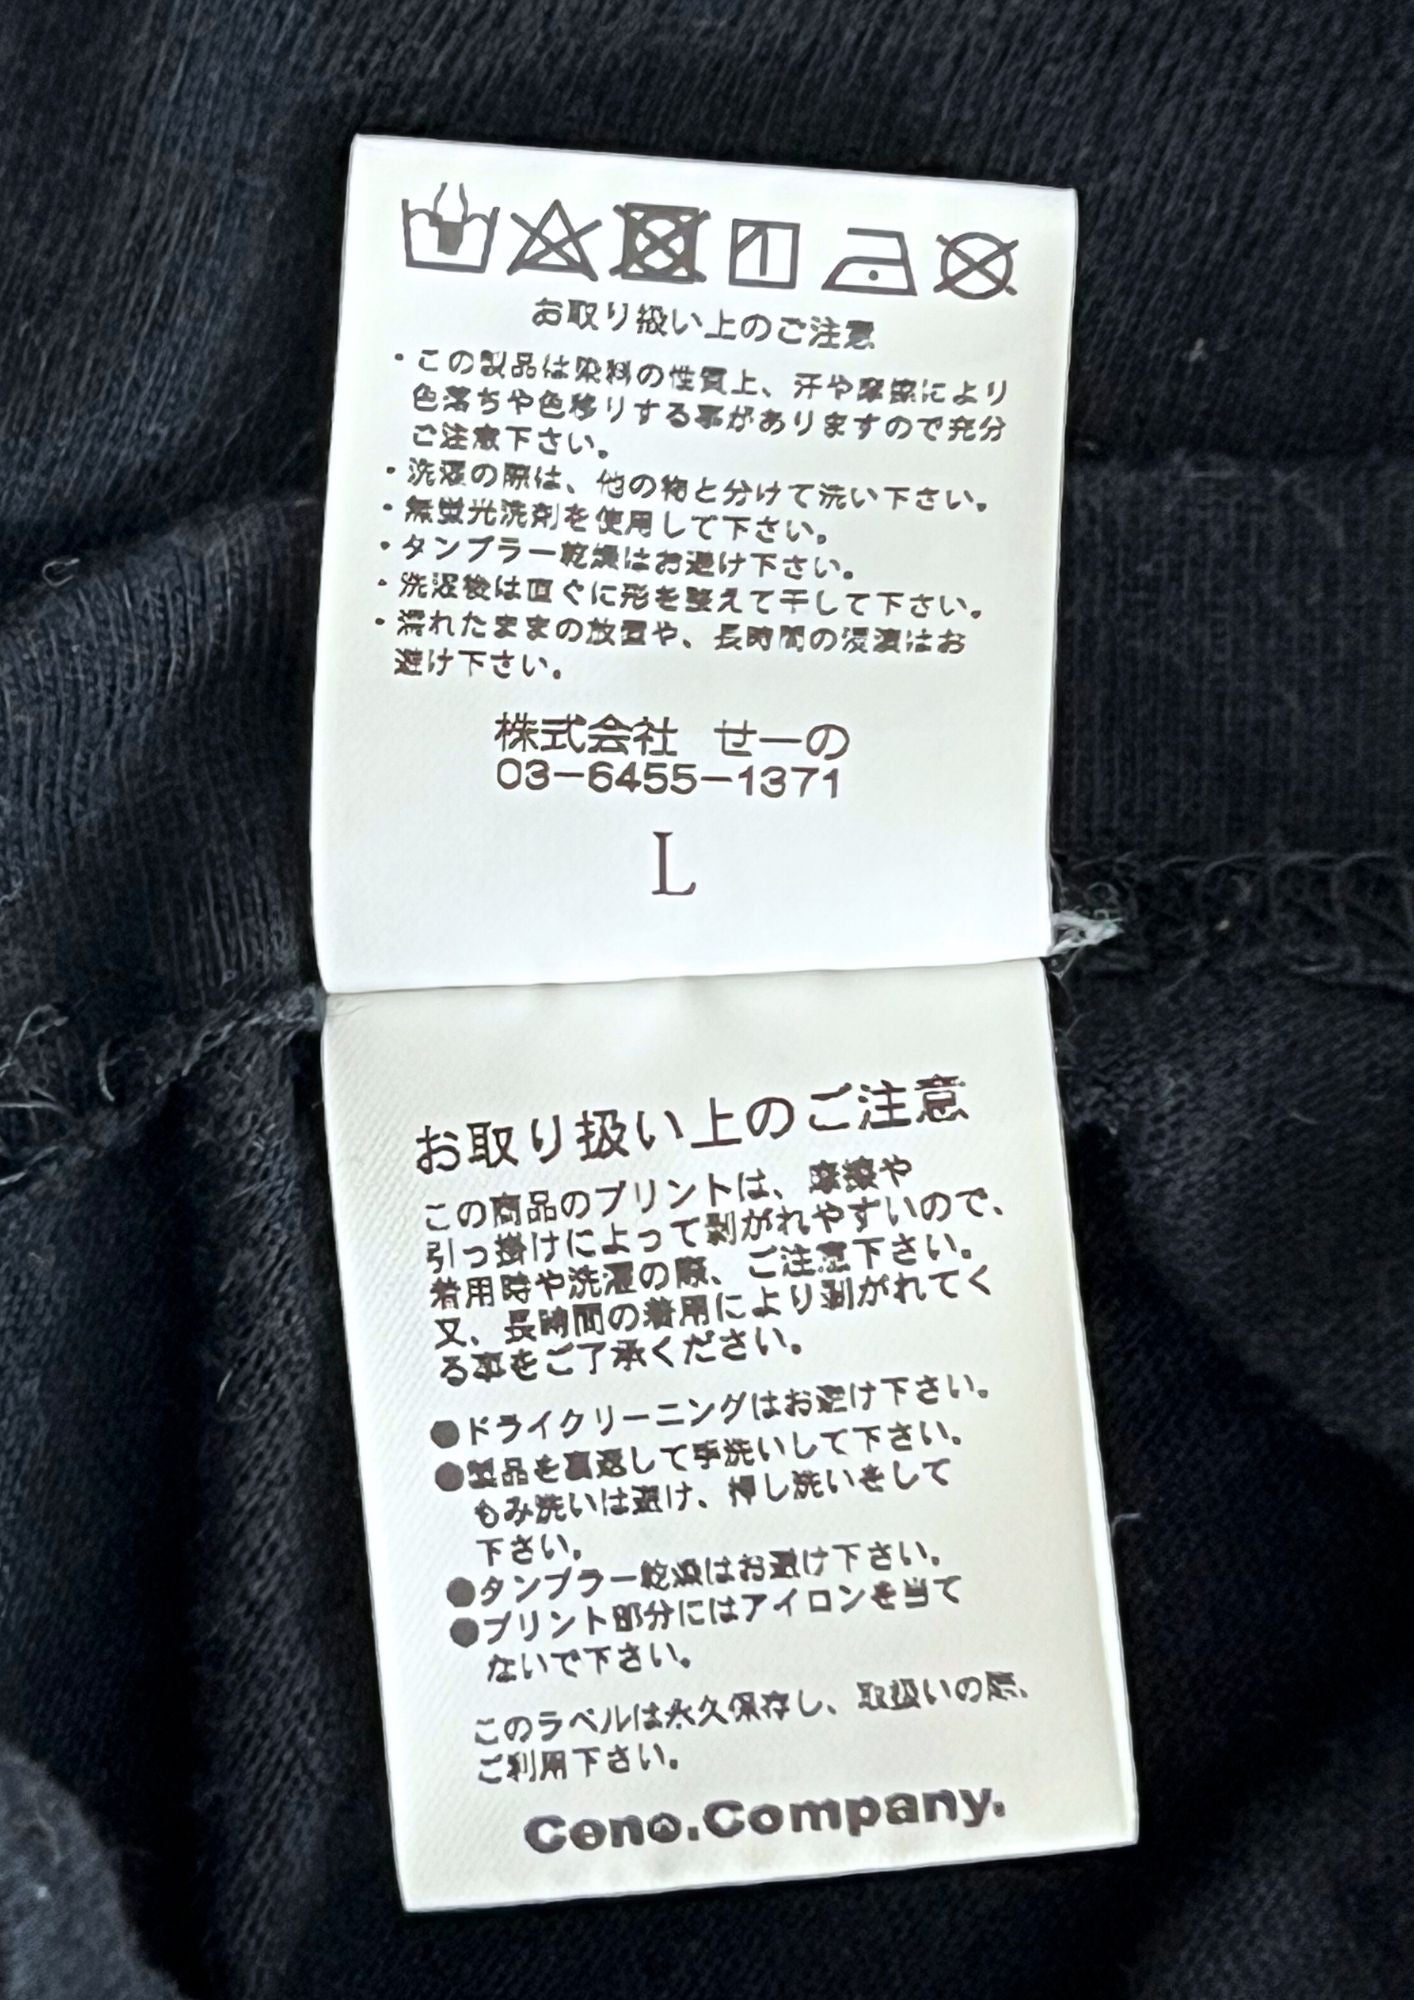 お取り扱い上のご注意
・この製品は染料の性質上、汗や摩擦により
色落ちや色移りする事がありますので充分
ご注意下さい。
・洗濯の際は、他の物と分けて洗い下さい。
・無蛍光洗剤を使用して下さい。
・タンブラー乾燥はお避け下さい。
・洗濯後は直ぐに形を整えて干して下さい。
・濡れたままの放置や、長時間の浸漬はお
避け下さい。
株式会社 せーの
03-6455-1371
L
お取り扱い上のご注意
この商品のプリントは、摩擦や
引っ掛けによって剥がれやすいので、
着用時や洗濯の際、ご注意下さい。
又、長時間の着用により剥がれてく
る事をご了承ください。
●ドライクリーニングはお避け下さい。
●製品を裏返して手洗いして下さい。
もみ洗いは避け、押し洗いをして
下さい。
●タンブラー乾燥はお避け下さい。
●プリント部分にはアイロンを当て
ないで下さい。
このラベルは永久保存し、取扱いの際、
ご利用下さい。
Ceno.Company.